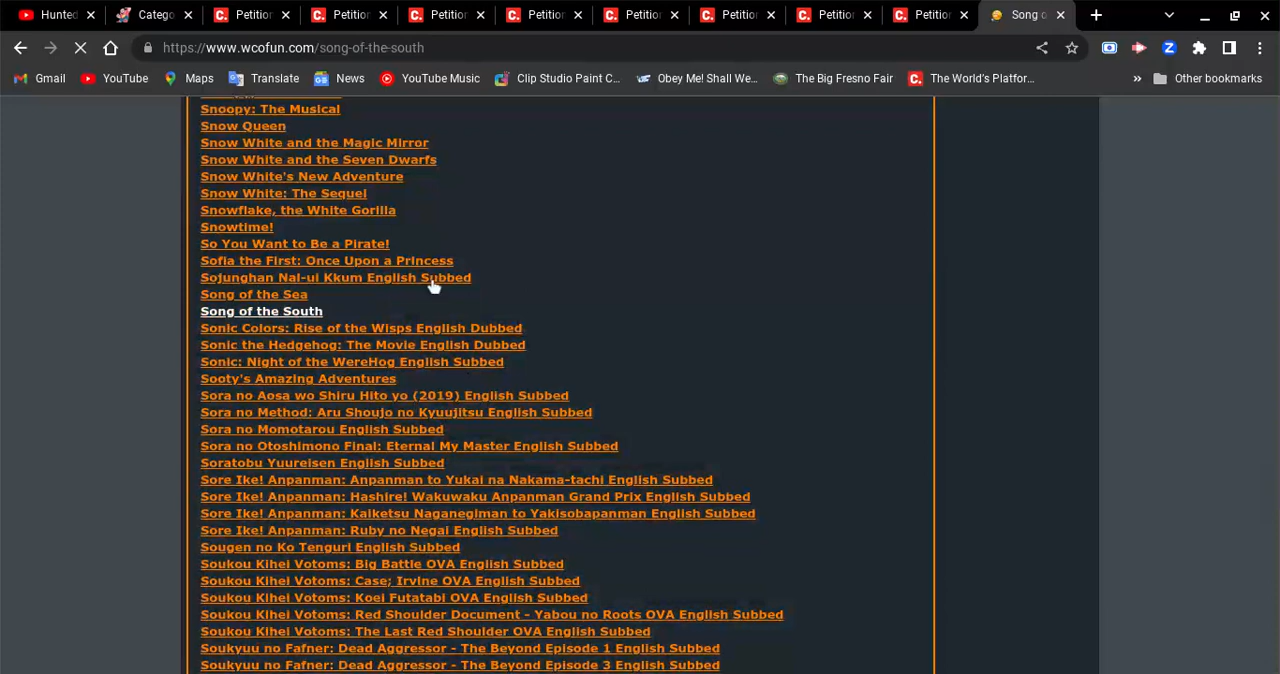 Hunted
Catego
Petition
Petition
Petition
Petition
Petition
Petition
Petition
Petition
Song o
https://www.wcofun.com/song-of-the-south
Gmail
YouTube
Maps
Translate
News
YouTube Music
Clip Studio Paint C...
Obey Me! Shall We...
The Big Fresno Fair
The World's Platfor...
»
Other bookmarks
Snoopy: The Musical
Snow Queen
Snow White and the Magic Mirror
Snow White and the Seven Dwarfs
Snow White's New Adventure
Snow White: The Sequel
Snowflake, the White Gorilla
Snowtime!
So You Want to Be a Pirate!
Sofia the First: Once Upon a Princess
Sojunghan Nal-ui Kkum English Subbed
Song of the Sea
Song of the South
Sonic Colors: Rise of the Wisps English Dubbed
Sonic the Hedgehog: The Movie English Dubbed
Sonic: Night of the WereHog English Subbed
Sooty's Amazing Adventures
Sora no Aosa wo Shiru Hito yo (2019) English Subbed
Sora no Method: Aru Shoujo no Kyuujitsu English Subbed
Sora no Momotarou English Subbed
Sora no Otoshimono Final: Eternal My Master English Subbed
Soratobu Yuureisen English Subbed
Sore Ike! Anpanman: Anpanman to Yukai na Nakama-tachi English Subbed
Sore Ike! Anpanman: Hashire! Wakuwaku Anpanman Grand Prix English Subbed
Sore Ike! Anpanman: Kaiketsu Naganegiman to Yakisobapanman English Subbed
Sore Ike! Anpanman: Ruby no Negai English Subbed
Sougen no Ko Tenguri English Subbed
Soukou Kihei Votoms: Big Battle OVA English Subbed
Soukou Kihei Votoms: Case; Irvine OVA English Subbed
Soukou Kihei Votoms: Koei Futatabi OVA English Subbed
Soukou Kihei Votoms: Red Shoulder Document - Yabou no Roots OVA English Subbed
Soukou Kihei Votoms: The Last Red Shoulder OVA English Subbed
Soukyuu no Fafner: Dead Aggressor - The Beyond Episode 1 English Subbed
Soukyuu no Fafner: Dead Aggressor - The Beyond Episode 3 English Subbed